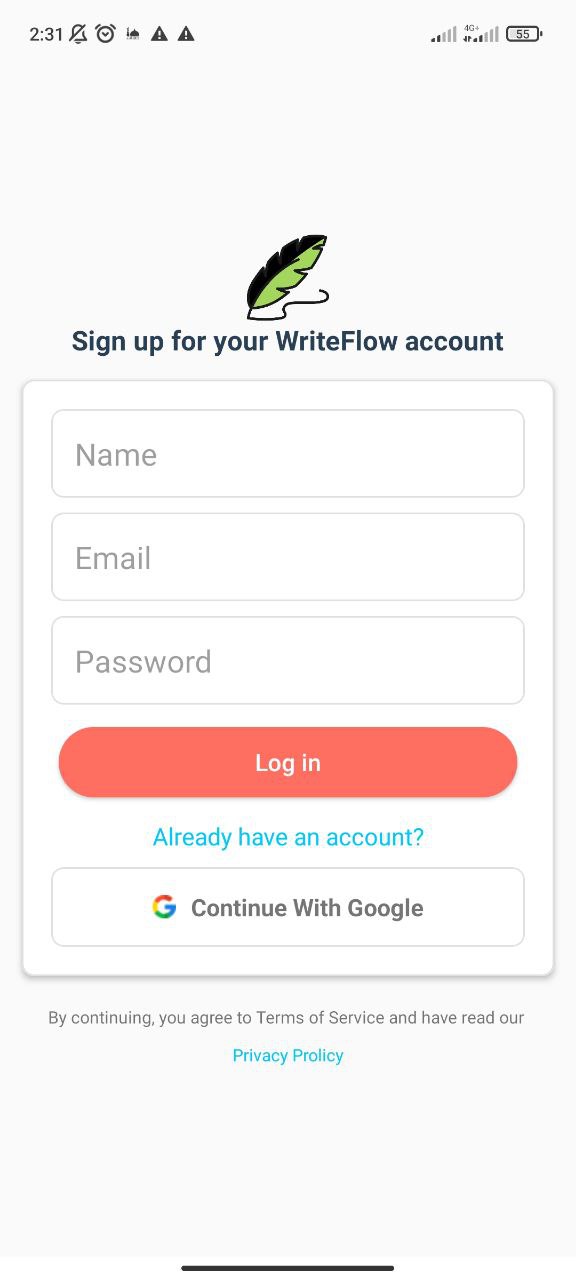 2:31
4G+
55
Sign up for your WriteFlow account
Name
Email
Password
Log in
Already have an account?
Continue With Google
By continuing, you agree to Terms of Service and have read our
Privacy Prolicy